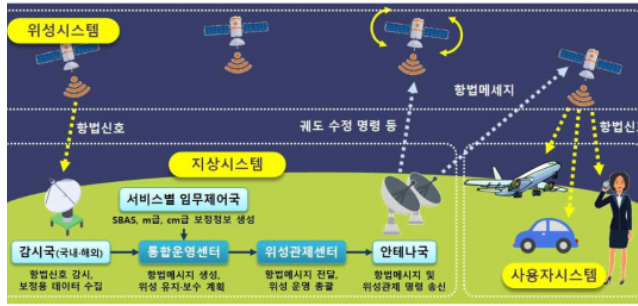 위성시스템
항법신호
궤도 수정 명령 등
항법메세지
항법신호
지상시스템
서비스별 임무제어국
SBAS, m급, cm급 보정정보 생성
감시국(국내·해외)
통합운영센터
위성관제센터
안테나국
항법신호 감시,
보정용 데이터 수집
항법메시지 생성,
위성 유지·보수 계획
항법메시지 전달,
위성 운영 총괄
항법메시지 및
위성관제 명령 송신
사용자시스템